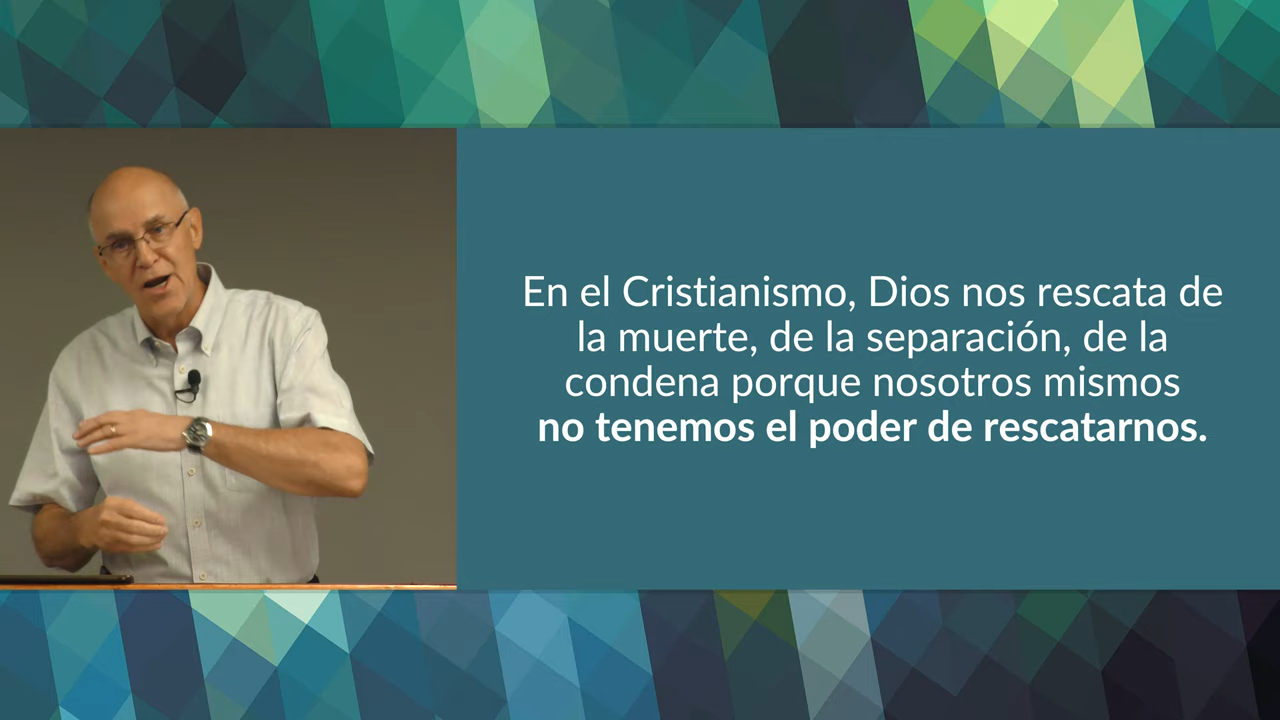 En el Cristianismo, Dios nos rescata de
la muerte, de la separación, de la
condena porque nosotros mismos
no tenemos el poder de rescatarnos.